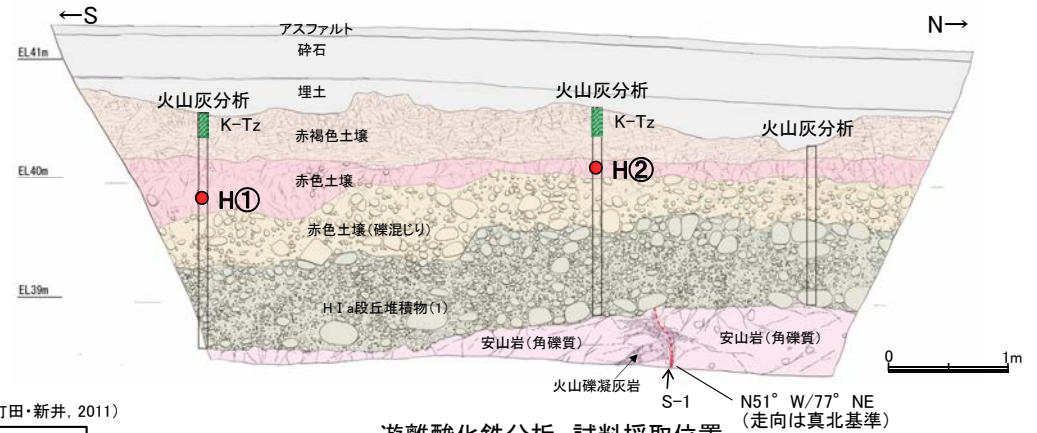 ←S
N→
アスファルト
EL41m
砕石
埋土
火山灰分析
火山灰分析
K-Tz
K-Tz
火山灰分析
赤褐色土壌
EL40m
赤色土壌
H①
H②
赤色土壌(礫混じり)
EL39m
HⅠa段丘堆積物(1)
安山岩(角礫質)
安山岩(角礫質)
0 1m
火山礫凝灰岩
S-1
N51°W/77°NE
(走向は真北基準)
田・新井, 2011)